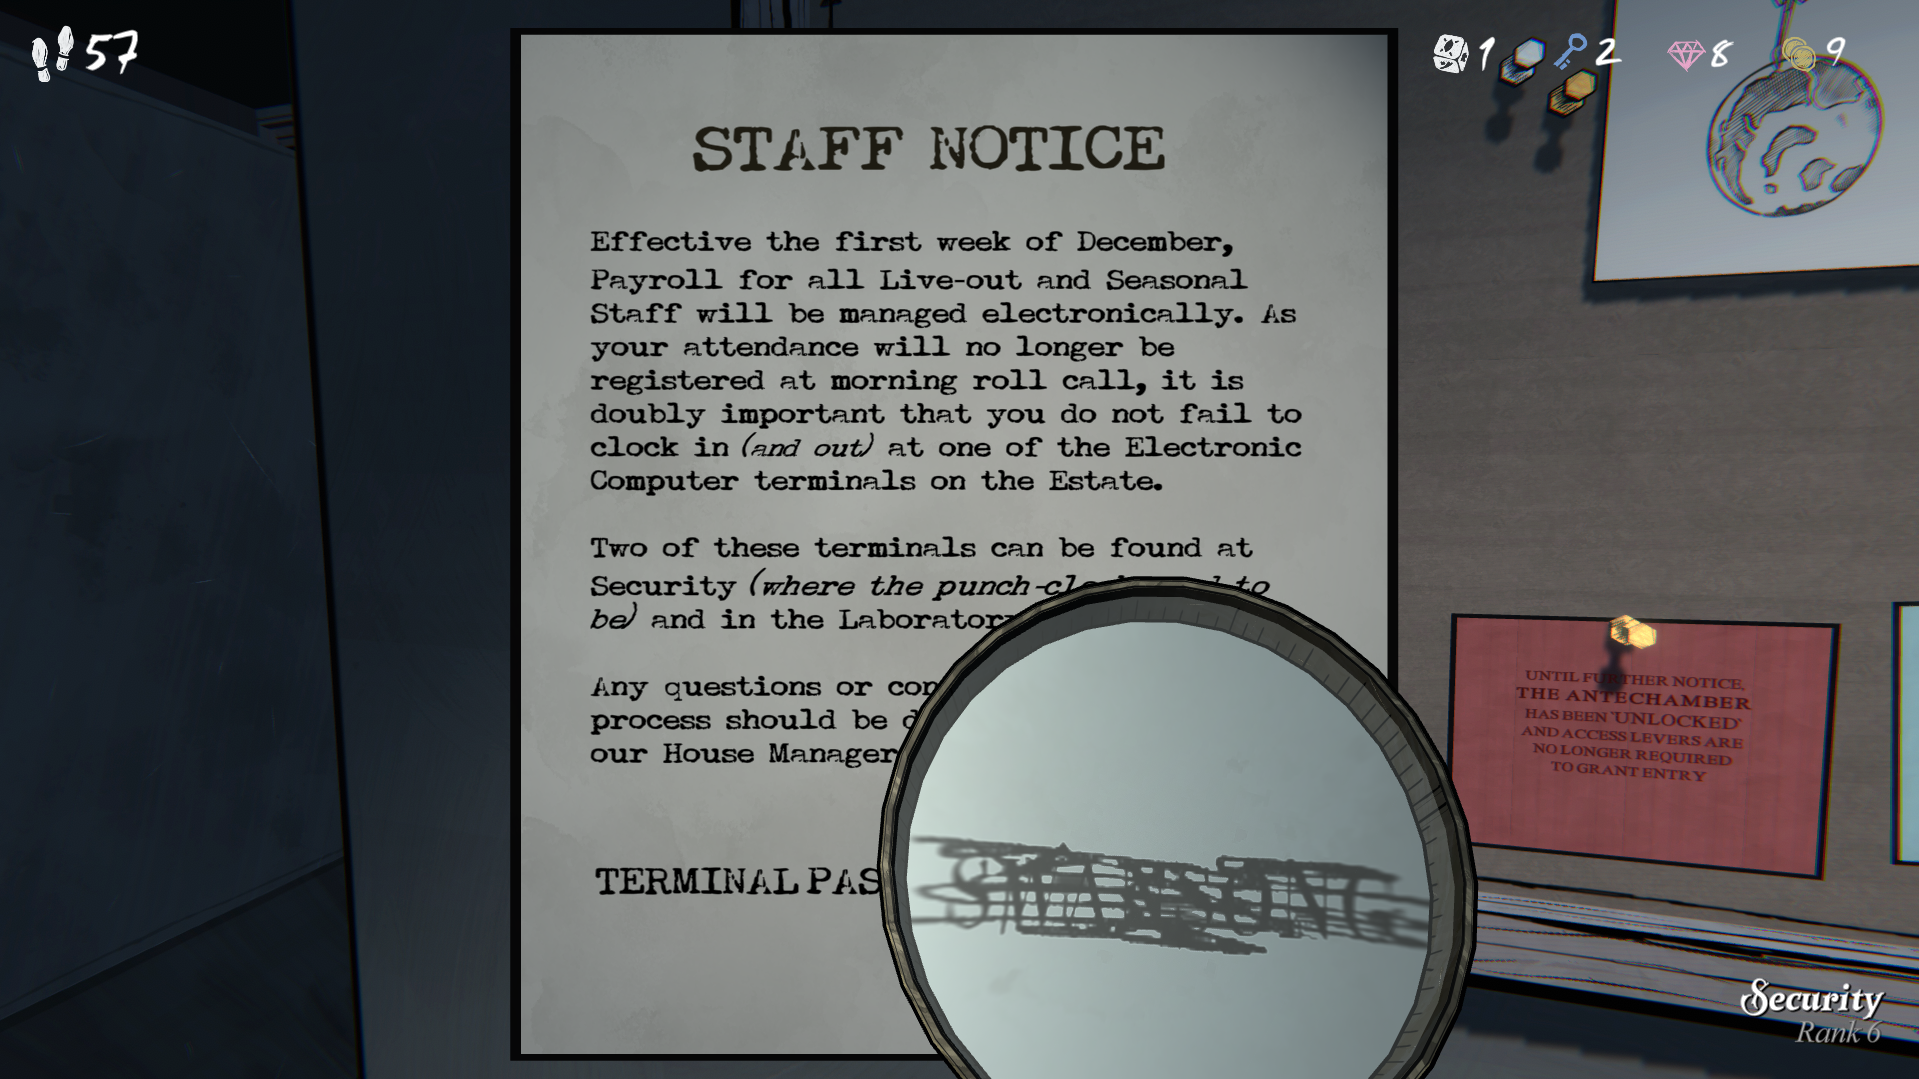 57
1 2 8 9
STAFF NOTICE
Effective the first week of December,
Payroll for all Live-out and Seasonal
Staff will be managed electronically. As
your attendance will no longer be
registered at morning roll call, it is
doubly important that you do not fail to
clock in (and out) at one of the Electronic
Computer terminals on the Estate.
Two of these terminals can be found at
Security (where the punch-clo to
be) and in the Laboratory
Any questions or con
process should be d
our House Manager
TERMINAL PAS
UNTIL FURTHER NOTICE,
THE ANTECHAMBER
HAS BEEN 'UNLOCKED'
AND ACCESS LEVERS ARE
NO LONGER REQUIRED
TO GRANT ENTRY
Security
Rank 6